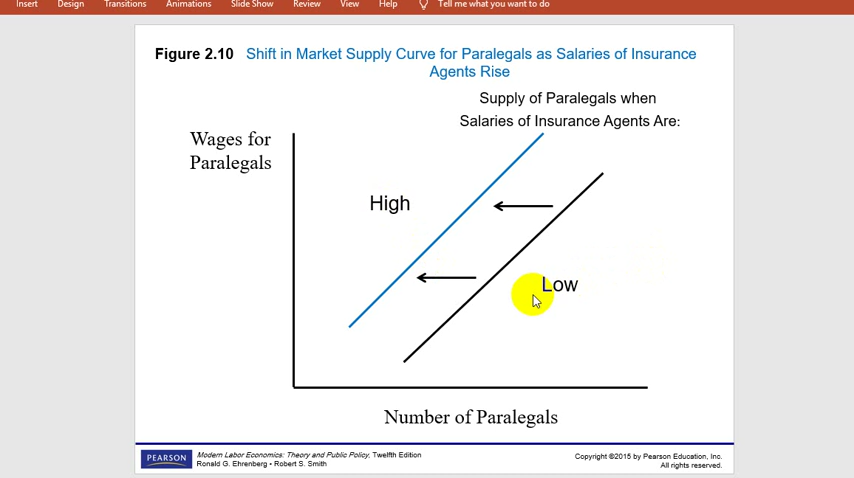 Insert Design Transitions Animations Slide Show Review View Help Tell me what you want to do
Figure 2.10 Shift in Market Supply Curve for Paralegals as Salaries of Insurance
Agents Rise
Supply of Paralegals when
Salaries of Insurance Agents Are:
Wages for
Paralegals
High
Low
Number of Paralegals
PEARSON
Modern Labor Economics: Theory and Public Policy, Twelfth Edition
Ronald G. Ehrenberg • Robert S. Smith
Copyright ©2015 by Pearson Education, Inc.
All rights reserved.